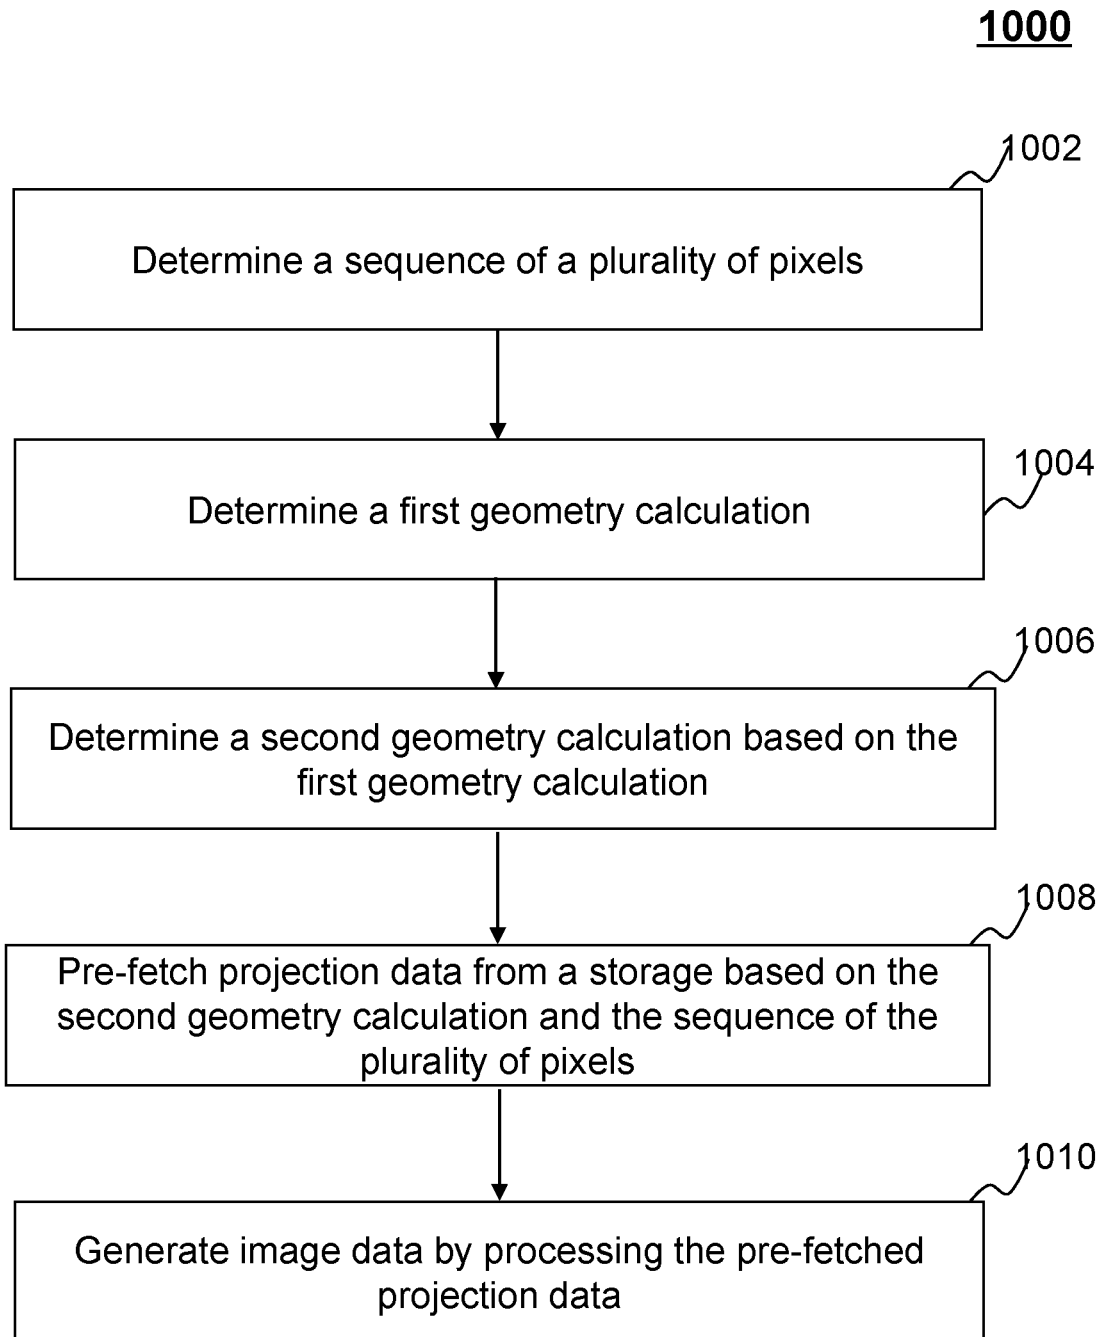 1000
1002
Determine a sequence of a plurality of pixels
1004
Determine a first geometry calculation
1006
Determine a second geometry calculation based on the
first geometry calculation
1008
Pre-fetch projection data from a storage based on the
second geometry calculation and the sequence of the
plurality of pixels
1010
Generate image data by processing the pre-fetched
projection data